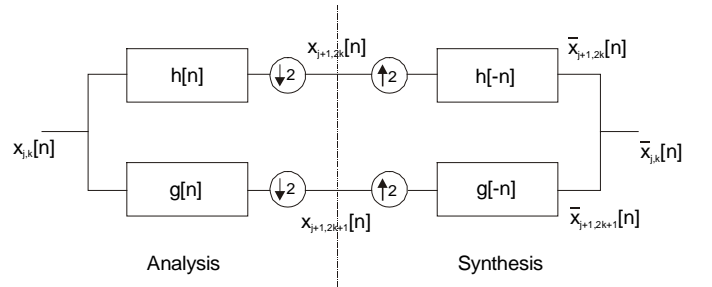 x_{j+1,2k}[n]
x̅_{j+1,2k}[n]
h[n]
↓2
↑2
h[-n]
x_{j,k}[n]
x̅_{j,k}[n]
g[n]
↓2
↑2
g[-n]
x_{j+1,2k+1}[n]
x̅_{j+1,2k+1}[n]
Analysis
Synthesis